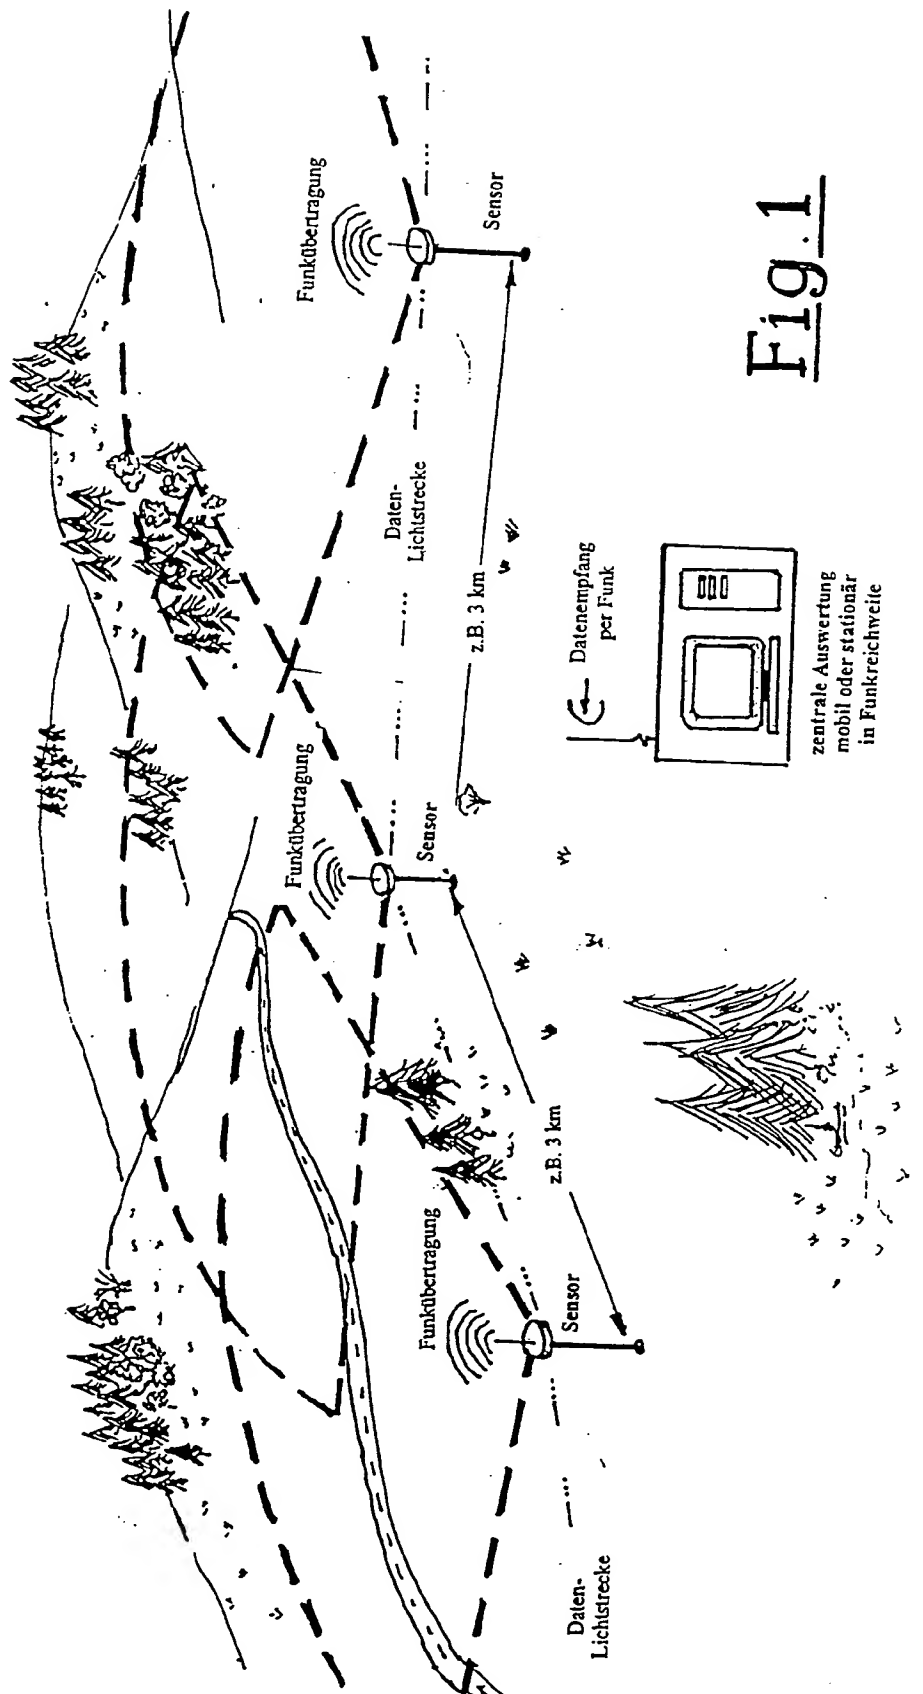 Funkübertragung
Sensor
Daten-
Lichtstrecke
z.B. 3 km
Funkübertragung
Sensor
z.B. 3 km
Funkübertragung
Sensor
Daten-
Lichtstrecke
Datenempfang
per Funk
zentrale Auswertung
mobil oder stationär
in Funkreichweite
Fig. 1